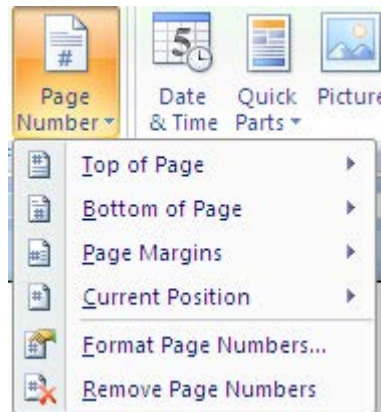 Page Date Quick Picture
Number & Time Parts
Top of Page
Bottom of Page
Page Margins
Current Position
Format Page Numbers...
Remove Page Numbers